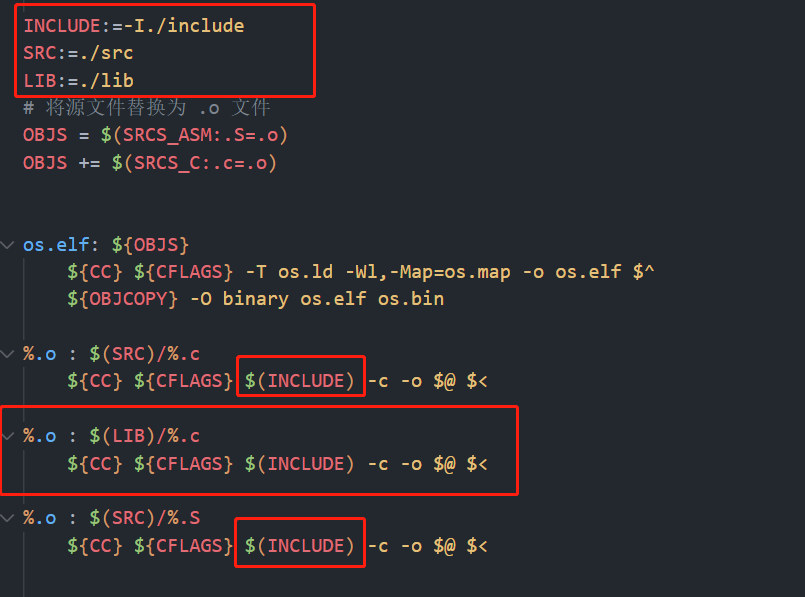 INCLUDE:=-I./include
SRC:=./src
LIB:=./lib
# 将源文件替换为 .o 文件
OBJS = $(SRCS_ASM:.S=.o)
OBJS += $(SRCS_C:.c=.o)
os.elf: ${OBJS}
${CC} ${CFLAGS} -T os.ld -Wl,-Map=os.map -o os.elf $^
${OBJCOPY} -O binary os.elf os.bin
%.o : $(SRC)/%.c
${CC} ${CFLAGS} $(INCLUDE) -c -o $@ $<
%.o : $(LIB)/%.c
${CC} ${CFLAGS} $(INCLUDE) -c -o $@ $<
%.o : $(SRC)/%.S
${CC} ${CFLAGS} $(INCLUDE) -c -o $@ $<